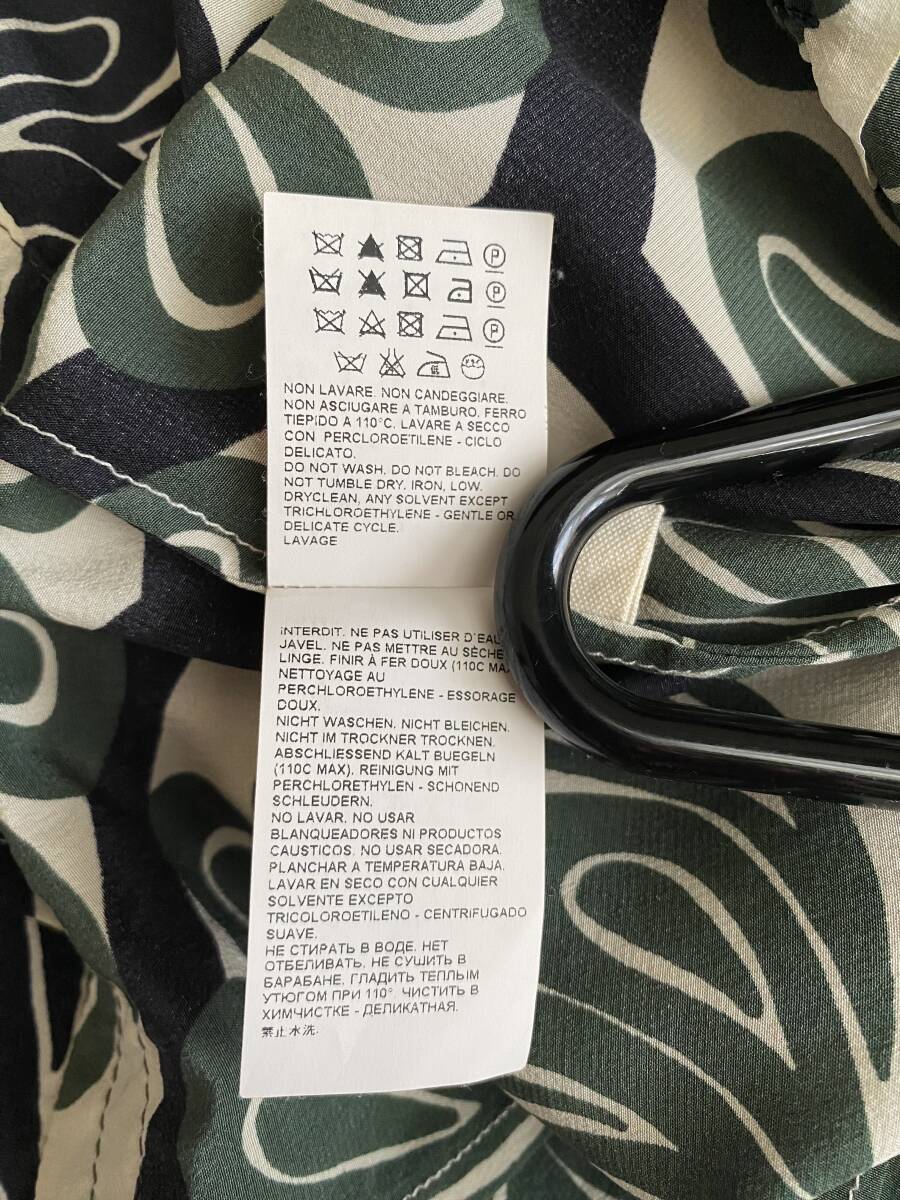 P
P
P
NON LAVARE. NON CANDEGGIARE.
NON ASCIUGARE A TAMBURO. FERRO
TIEPIDO A 110°C. LAVARE A SECCO
CON PERCLOROETILENE - CICLO
DELICATO.
DO NOT WASH. DO NOT BLEACH. DO
NOT TUMBLE DRY. IRON, LOW.
DRYCLEAN, ANY SOLVENT EXCEPT
TRICHLOROETHYLENE - GENTLE OR
DELICATE CYCLE.
LAVAGE
INTERDIT. NE PAS UTILISER D'EAU
JAVEL. NE PAS METTRE AU SÈCHE
LINGE. FINIR À FER DOUX (110C MAX
NETTOYAGE AU
PERCHLOROETHYLENE - ESSORAGE
DOUX.
NICHT WASCHEN. NICHT BLEICHEN.
NICHT IM TROCKNER TROCKNEN.
ABSCHLIESSEND KALT BUEGELN
(110C MAX). REINIGUNG MIT
PERCHLORETHYLEN - SCHONEND
SCHLEUDERN.
NO LAVAR. NO USAR
BLANQUEADORES NI PRODUCTOS
CAUSTICOS. NO USAR SECADORA.
PLANCHAR A TEMPERATURA BAJA.
LAVAR EN SECO CON CUALQUIER
SOLVENTE EXCEPTO
TRICOLOROETILENO - CENTRIFUGADO
SUAVE.
НЕ СТИРАТЬ В ВОДЕ. НЕТ
ОТБЕЛИВАТЬ. НЕ СУШИТЬ В
БАРАБАНЕ. ГЛАДИТЬ ТЕПЛЫМ
УТЮГОМ ПРИ 110°. ЧИСТИТЬ В
ХИМЧИСТКЕ - ДЕЛИКАТНАЯ.
禁止水洗.